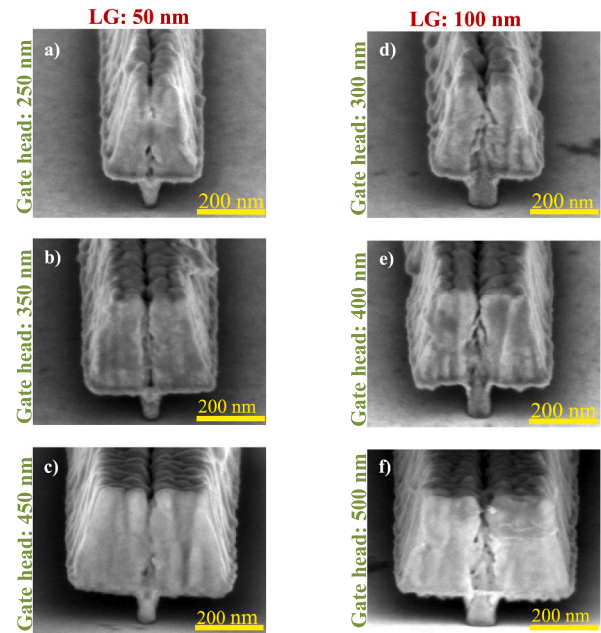 LG: 50 nm
LG: 100 nm
Gate head: 250 nm
a)
200 nm
Gate head: 300 nm
d)
200 nm
Gate head: 350 nm
b)
200 nm
Gate head: 400 nm
e)
200 nm
Gate head: 450 nm
c)
200 nm
Gate head: 500 nm
f)
200 nm